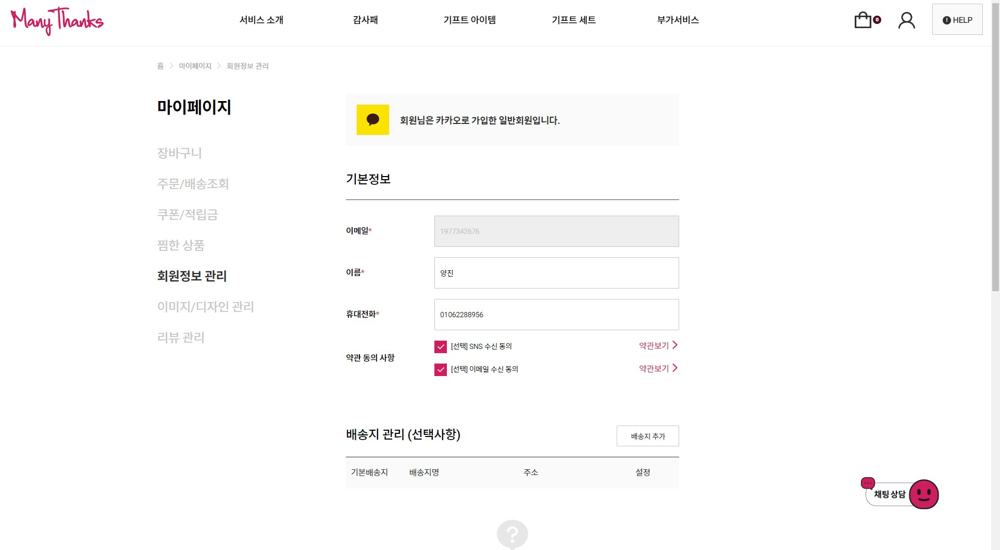 Many Thanks
서비스 소개
감사패
기프트 아이템
기프트 세트
부가서비스
0
HELP
홈 > 마이페이지 > 회원정보 관리
마이페이지
장바구니
주문/배송조회
쿠폰/적립금
찜한 상품
회원정보 관리
이미지/디자인 관리
리뷰 관리
회원님은 카카오로 가입한 일반회원입니다.
기본정보
이메일* 1977342676
이름* 양진
휴대전화* 01062288956
약관 동의 사항
[선택] SNS 수신 동의 약관보기 >
[선택] 이메일 수신 동의 약관보기 >
배송지 관리 (선택사항)
배송지 추가
기본배송지 배송지명 주소 설정
채팅 상담
?